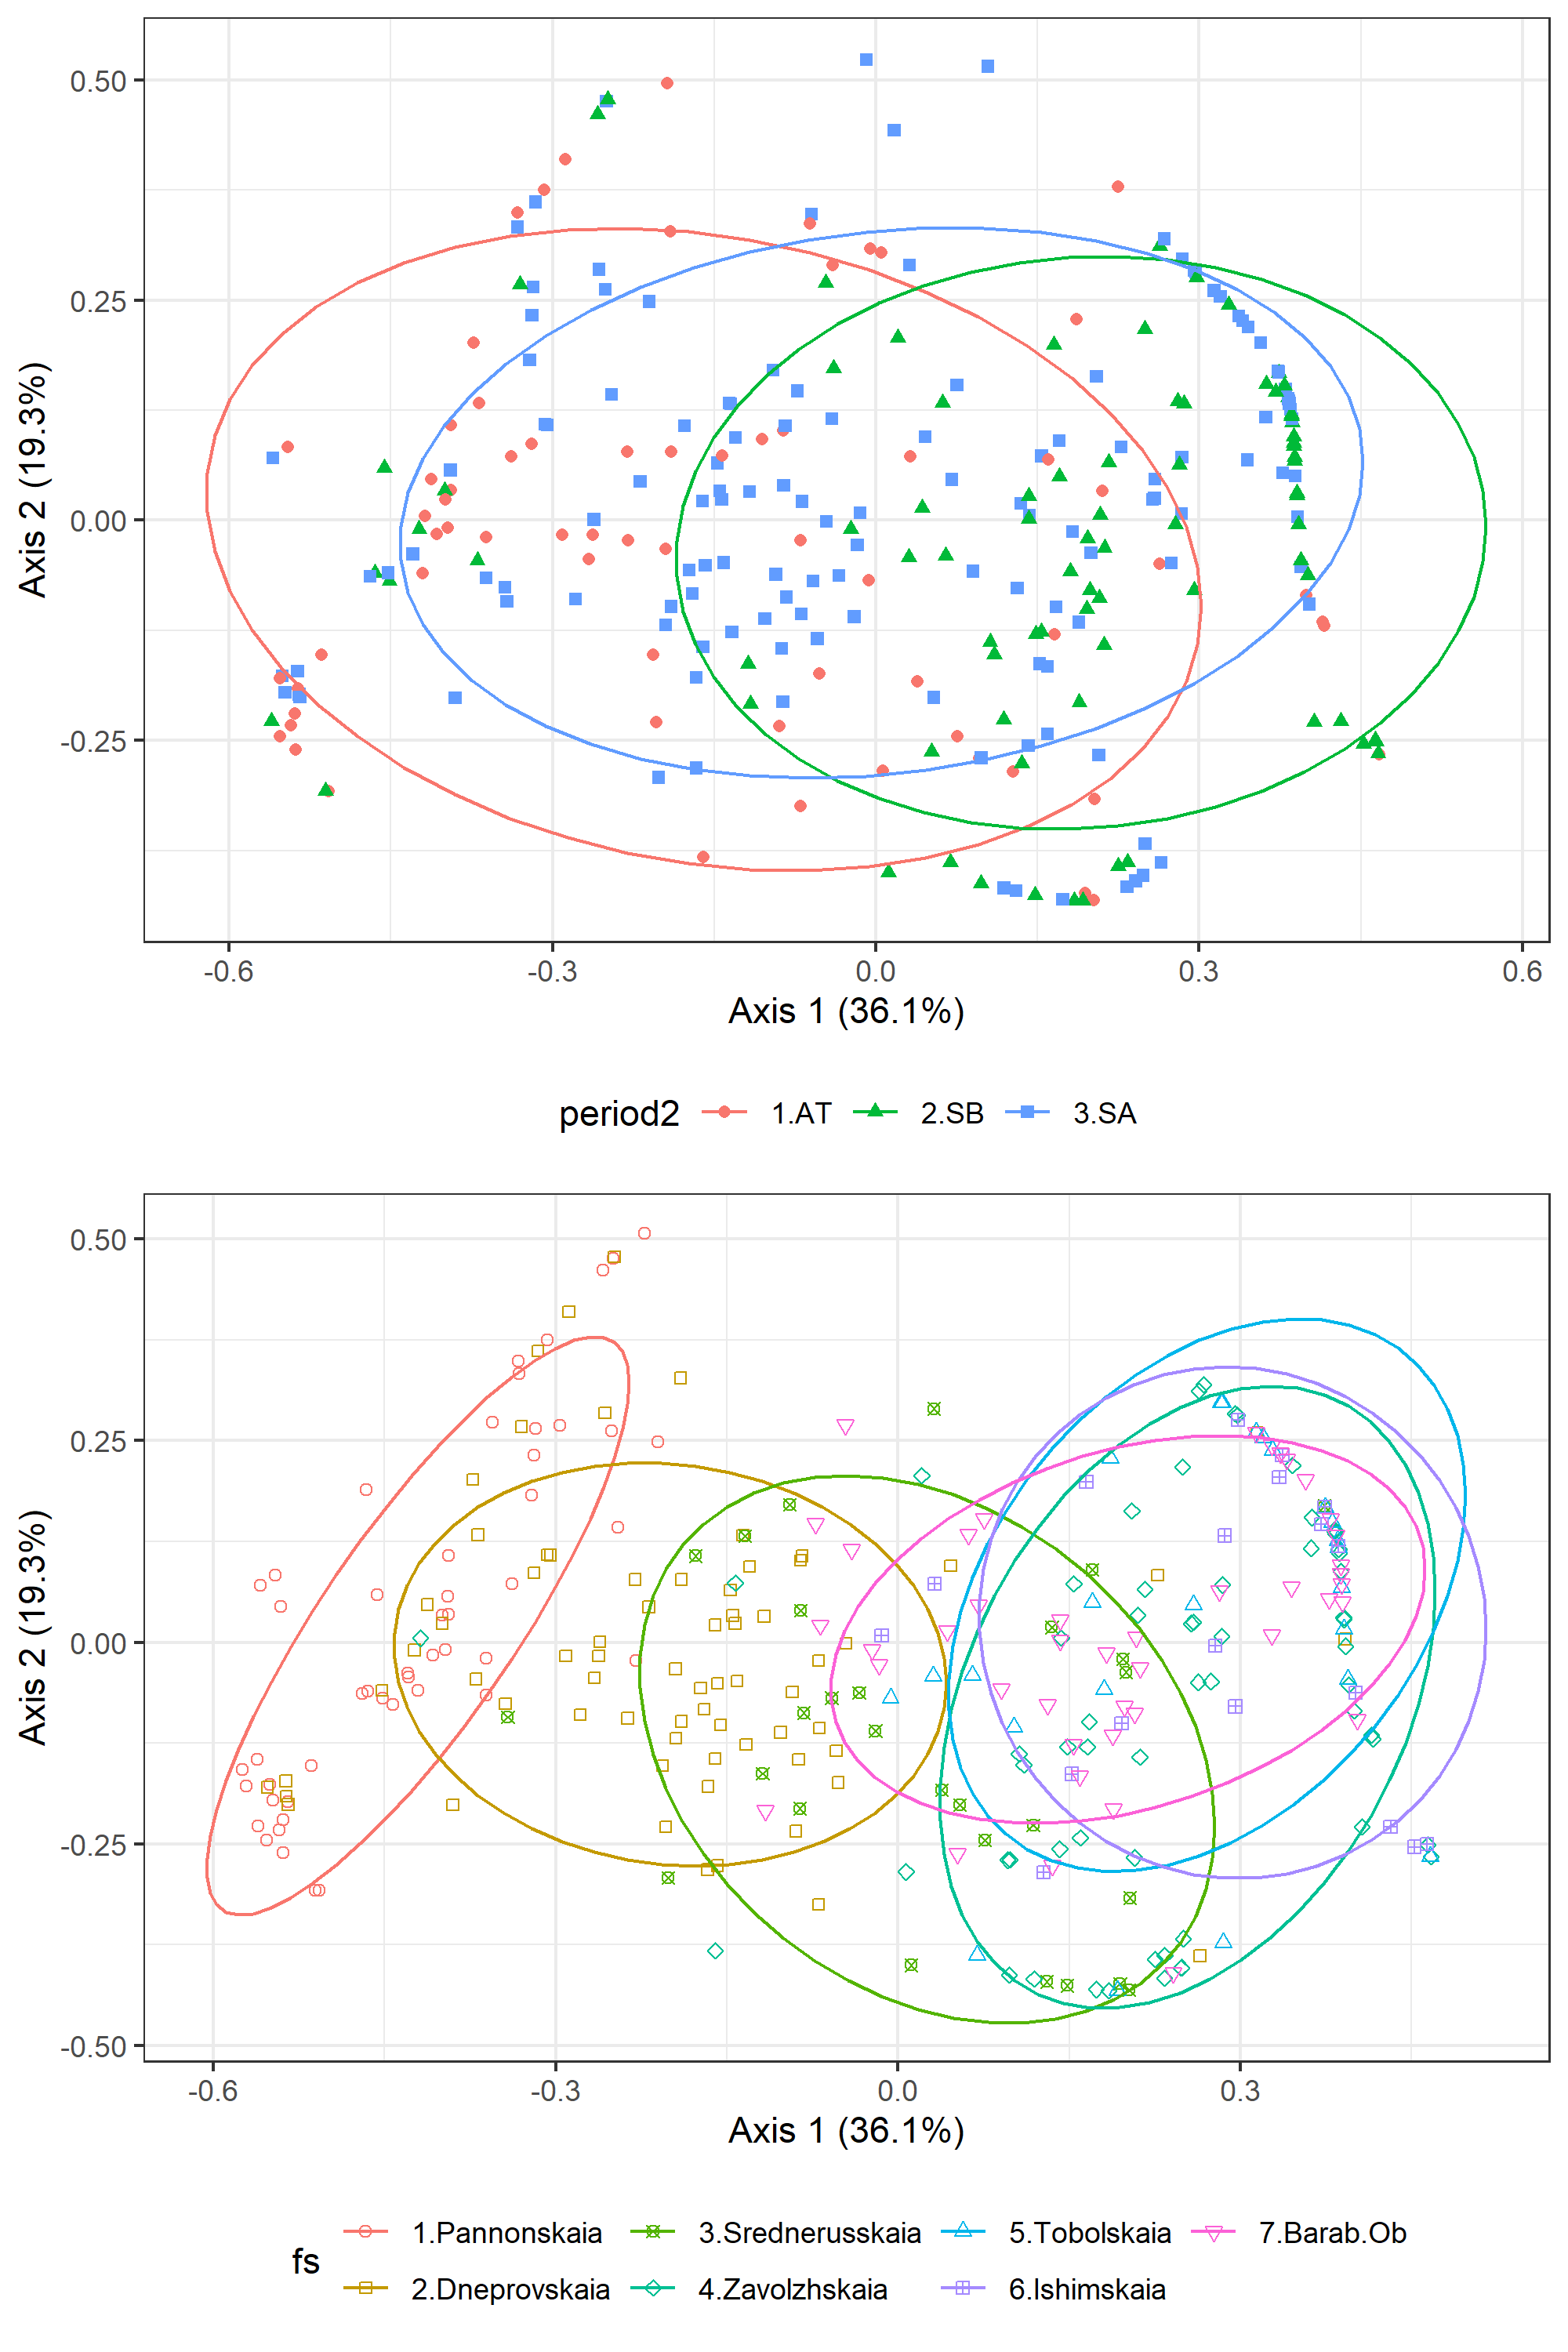 0.50
0.25
0.00
-0.25
Axis 2 (19.3%)
-0.6 -0.3 0.0 0.3 0.6
Axis 1 (36.1%)
period2 1.AT 2.SB 3.SA
0.50
0.25
0.00
-0.25
-0.50
Axis 2 (19.3%)
-0.6 -0.3 0.0 0.3
Axis 1 (36.1%)
fs
1.Pannonskaia 3.Srednerusskaia 5.Tobolskaia 7.Barab.Ob
2.Dneprovskaia 4.Zavolzhskaia 6.Ishimskaia